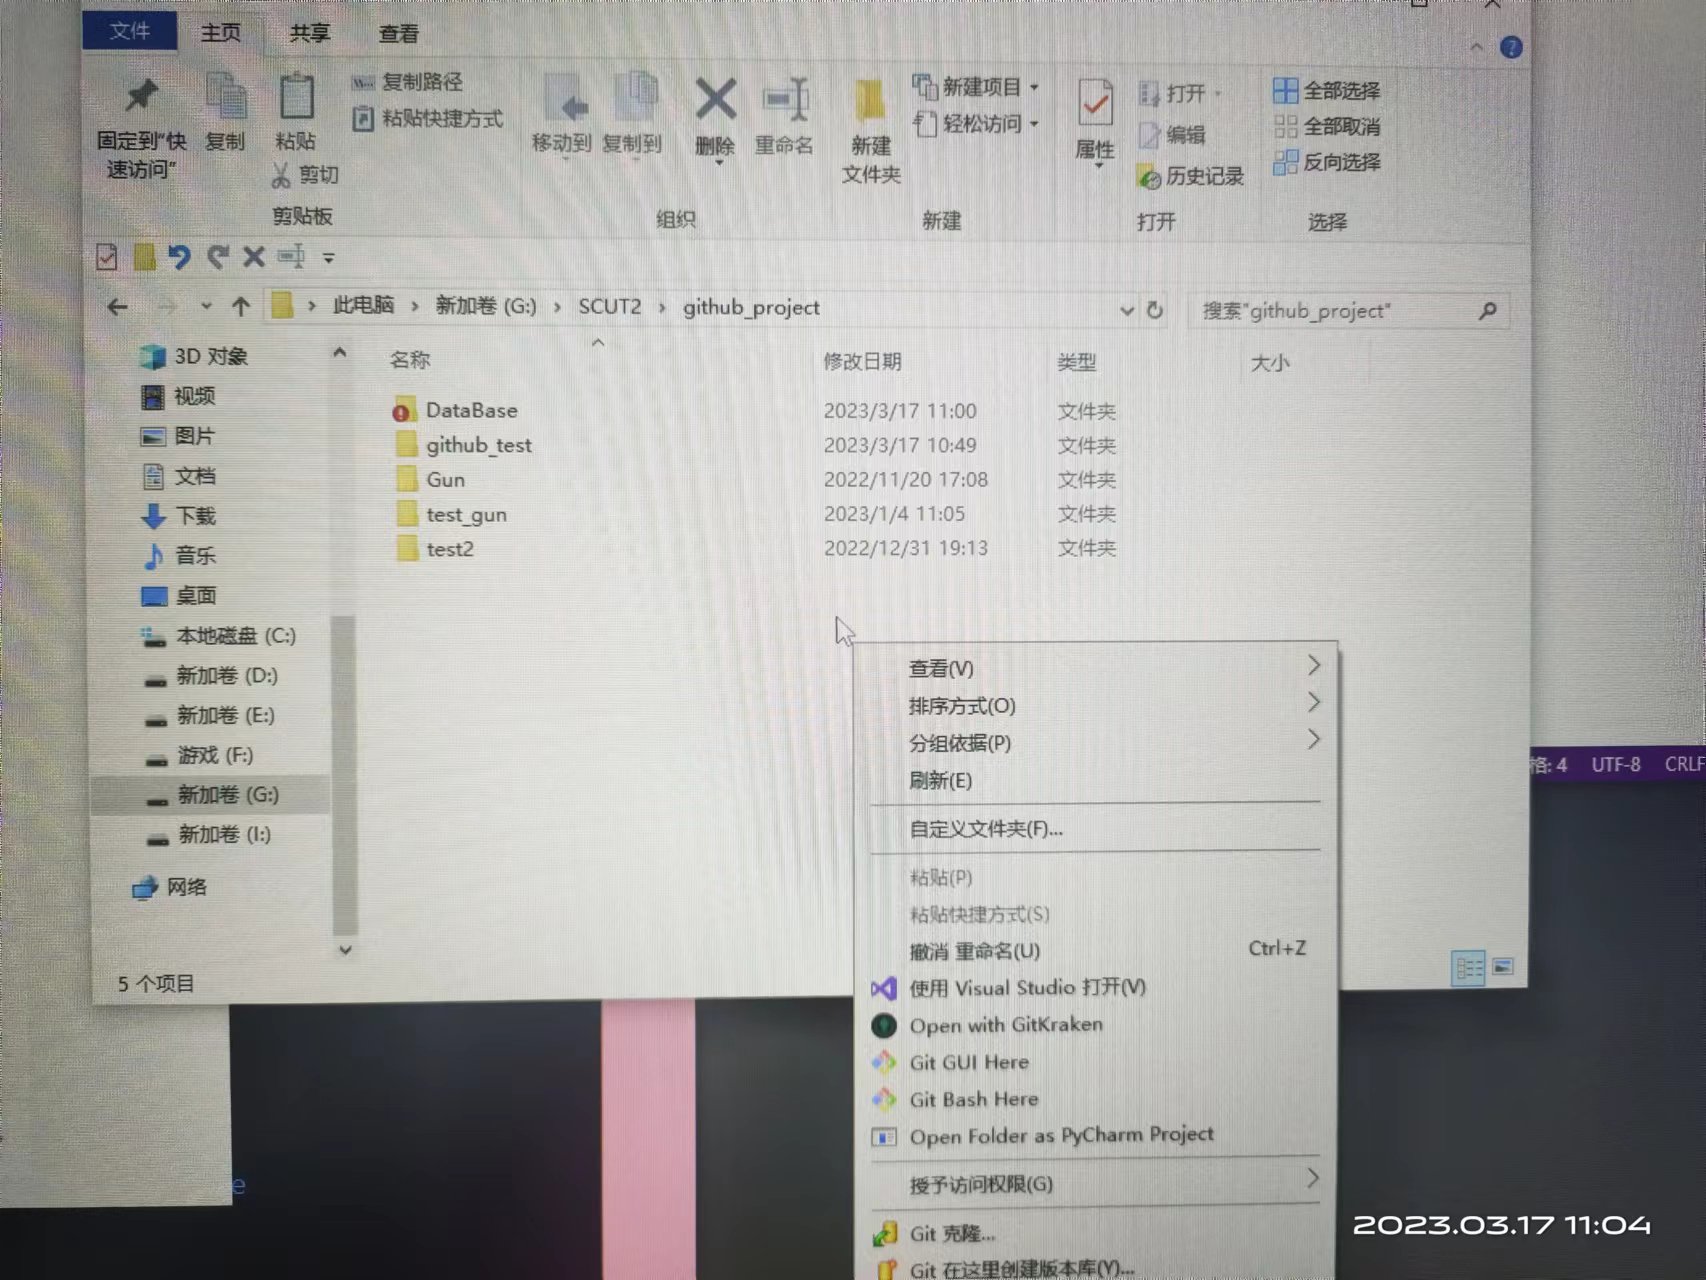 文件 主页 共享 查看
复制路径 新建项目 打开 全部选择
粘贴快捷方式 轻松访问 编辑 全部取消
固定到"快速访问" 复制 粘贴 移动到 复制到 删除 重命名 新建文件夹 属性 历史记录 反向选择
剪切
剪贴板 组织 新建 打开 选择
此电脑 新加卷 (G:) SCUT2 github_project 搜索"github_project"
名称 修改日期 类型 大小
DataBase 2023/3/17 11:00 文件夹
github_test 2023/3/17 10:49 文件夹
Gun 2022/11/20 17:08 文件夹
test_gun 2023/1/4 11:05 文件夹
test2 2022/12/31 19:13 文件夹
3D 对象
视频
图片
文档
下载
音乐
桌面
本地磁盘 (C:)
新加卷 (D:)
新加卷 (E:)
游戏 (F:)
新加卷 (G:)
新加卷 (I:)
网络
5 个项目
查看(V)
排序方式(O)
分组依据(P)
刷新(E)
自定义文件夹(F)...
粘贴(P)
粘贴快捷方式(S)
撤消 重命名(U) Ctrl+Z
使用 Visual Studio 打开(V)
Open with GitKraken
Git GUI Here
Git Bash Here
Open Folder as PyCharm Project
授予访问权限(G)
Git 克隆...
Git 在这里创建版本库(Y)...
格: 4 UTF-8 CRLF
e
2023.03.17 11:04